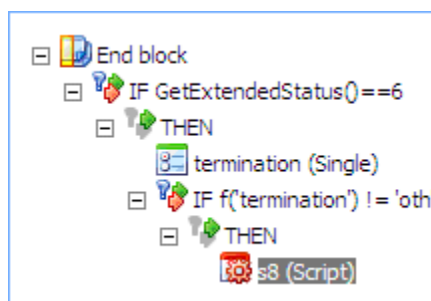 End block
IF GetExtendedStatus()==6
THEN
termination (Single)
IF f('termination') != 'oth
THEN
s8 (Script)